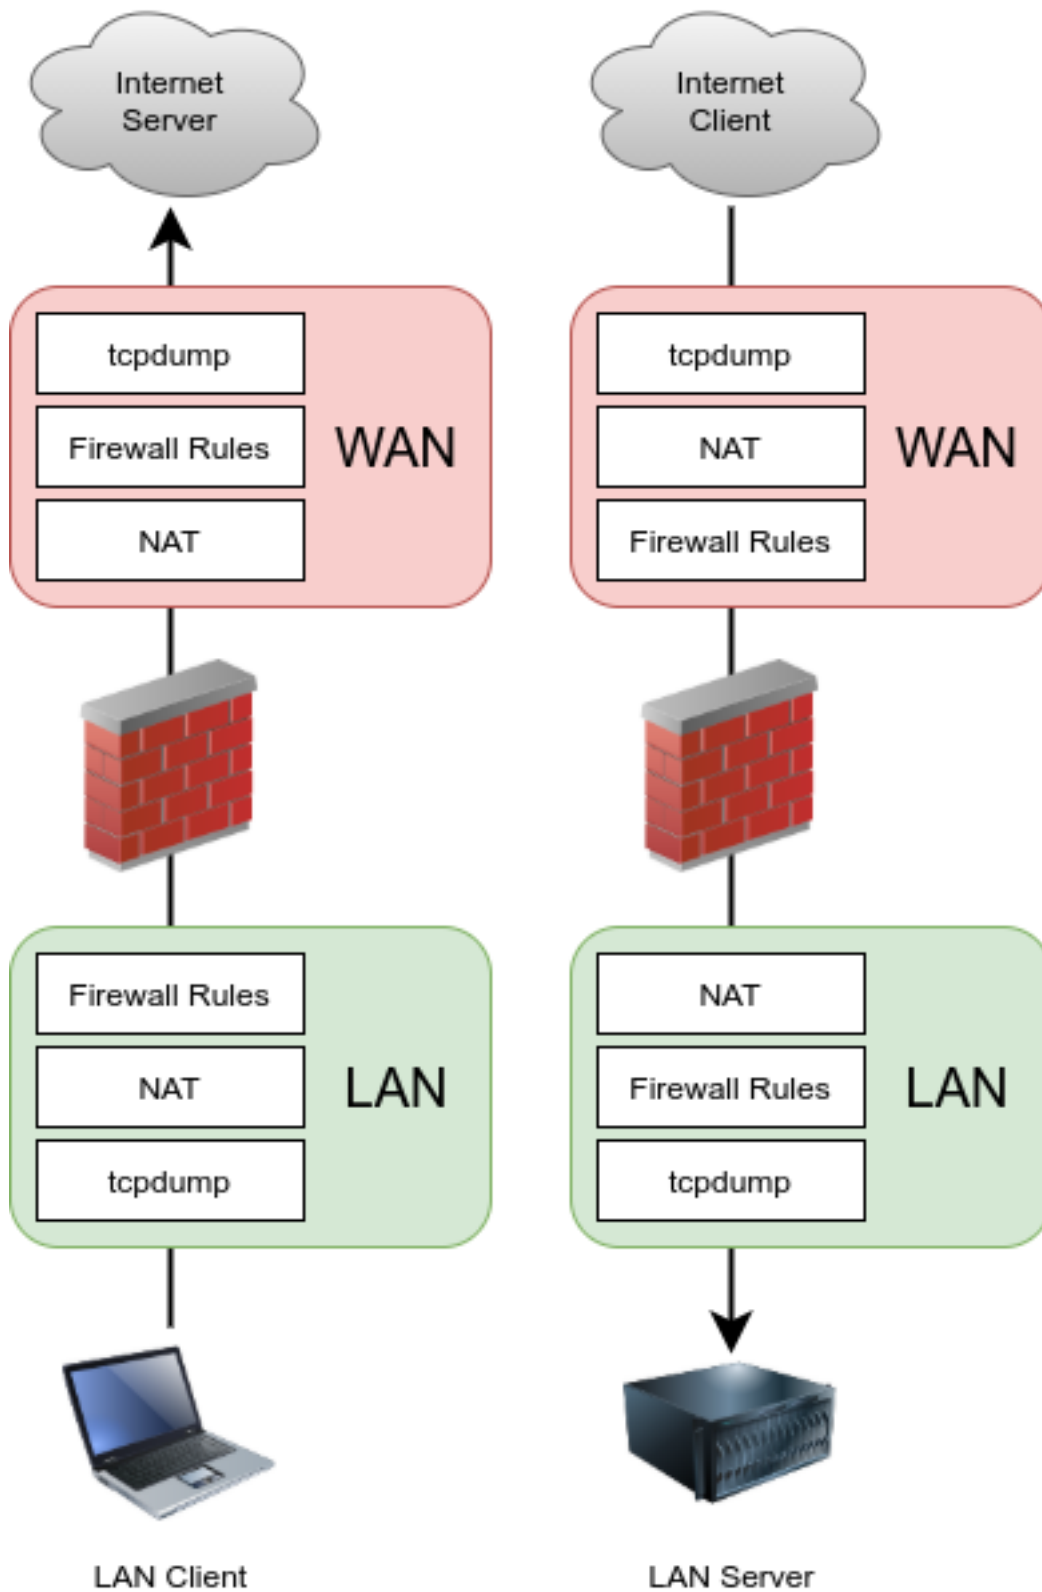 Internet
Server
tcpdump
Firewall Rules
NAT
WAN
Firewall Rules
NAT
tcpdump
LAN
LAN Client
Internet
Client
tcpdump
NAT
Firewall Rules
WAN
NAT
Firewall Rules
tcpdump
LAN
LAN Server